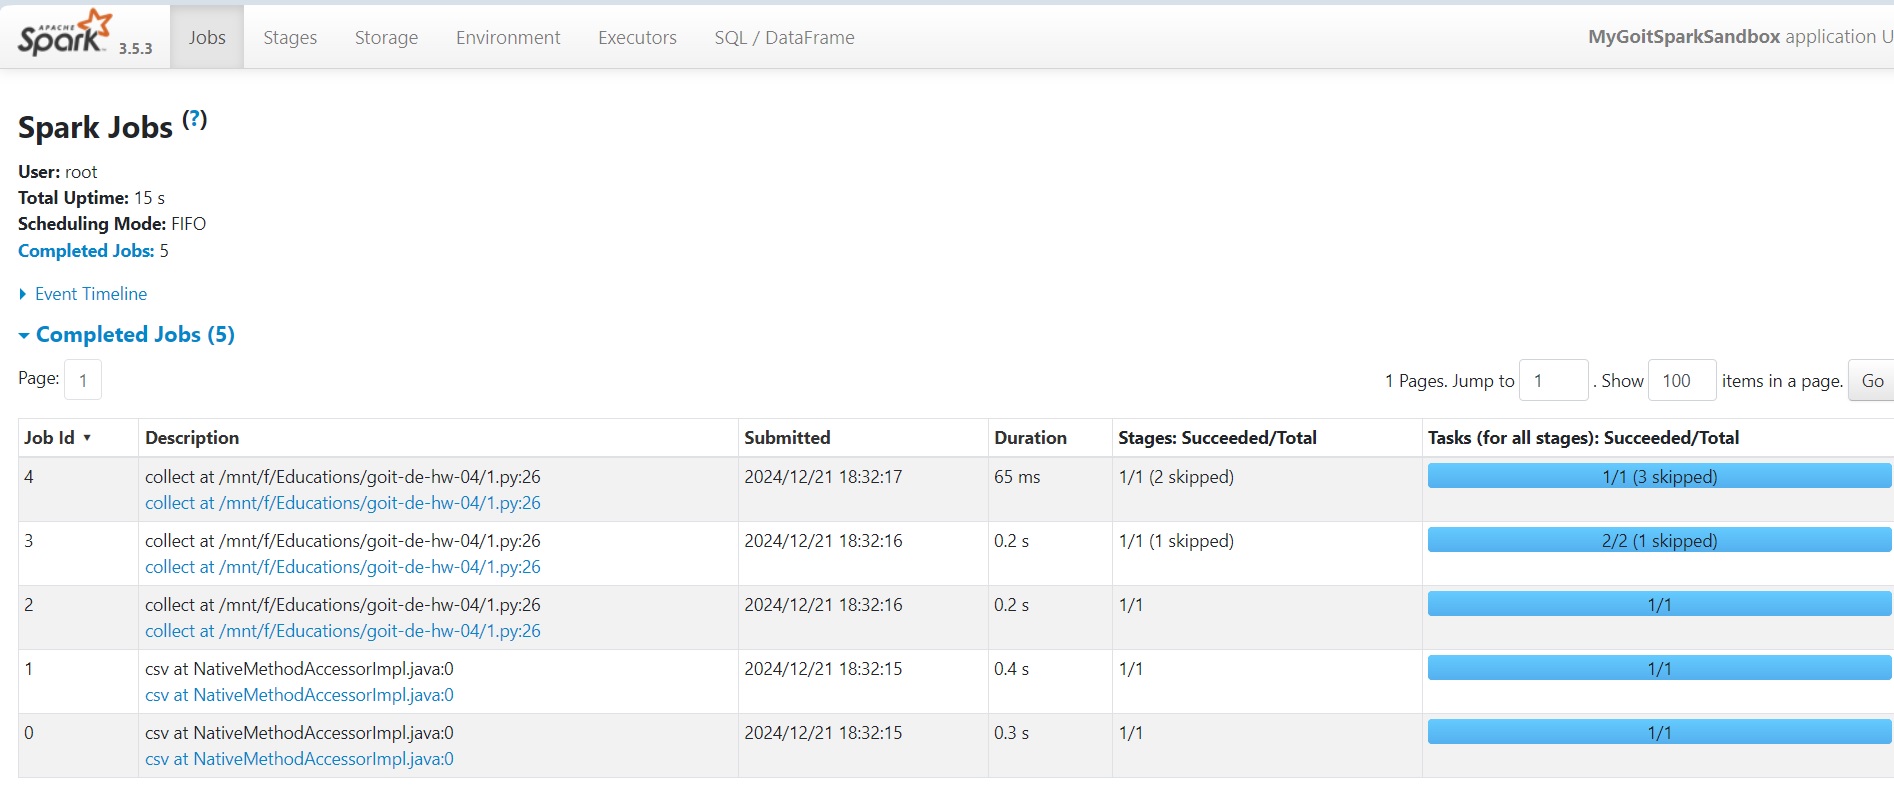 APACHE
Spark 3.5.3 Jobs Stages Storage Environment Executors SQL / DataFrame MyGoitSparkSandbox application U
Spark Jobs (?)
User: root
Total Uptime: 15 s
Scheduling Mode: FIFO
Completed Jobs: 5
Event Timeline
Completed Jobs (5)
Page: 1 1 Pages. Jump to 1 . Show 100 items in a page. Go
Job Id ▼ Description Submitted Duration Stages: Succeeded/Total Tasks (for all stages): Succeeded/Total
4 collect at /mnt/f/Educations/goit-de-hw-04/1.py:26 2024/12/21 18:32:17 65 ms 1/1 (2 skipped) 1/1 (3 skipped)
collect at /mnt/f/Educations/goit-de-hw-04/1.py:26
3 collect at /mnt/f/Educations/goit-de-hw-04/1.py:26 2024/12/21 18:32:16 0.2 s 1/1 (1 skipped) 2/2 (1 skipped)
collect at /mnt/f/Educations/goit-de-hw-04/1.py:26
2 collect at /mnt/f/Educations/goit-de-hw-04/1.py:26 2024/12/21 18:32:16 0.2 s 1/1 1/1
collect at /mnt/f/Educations/goit-de-hw-04/1.py:26
1 csv at NativeMethodAccessorImpl.java:0 2024/12/21 18:32:15 0.4 s 1/1 1/1
csv at NativeMethodAccessorImpl.java:0
0 csv at NativeMethodAccessorImpl.java:0 2024/12/21 18:32:15 0.3 s 1/1 1/1
csv at NativeMethodAccessorImpl.java:0